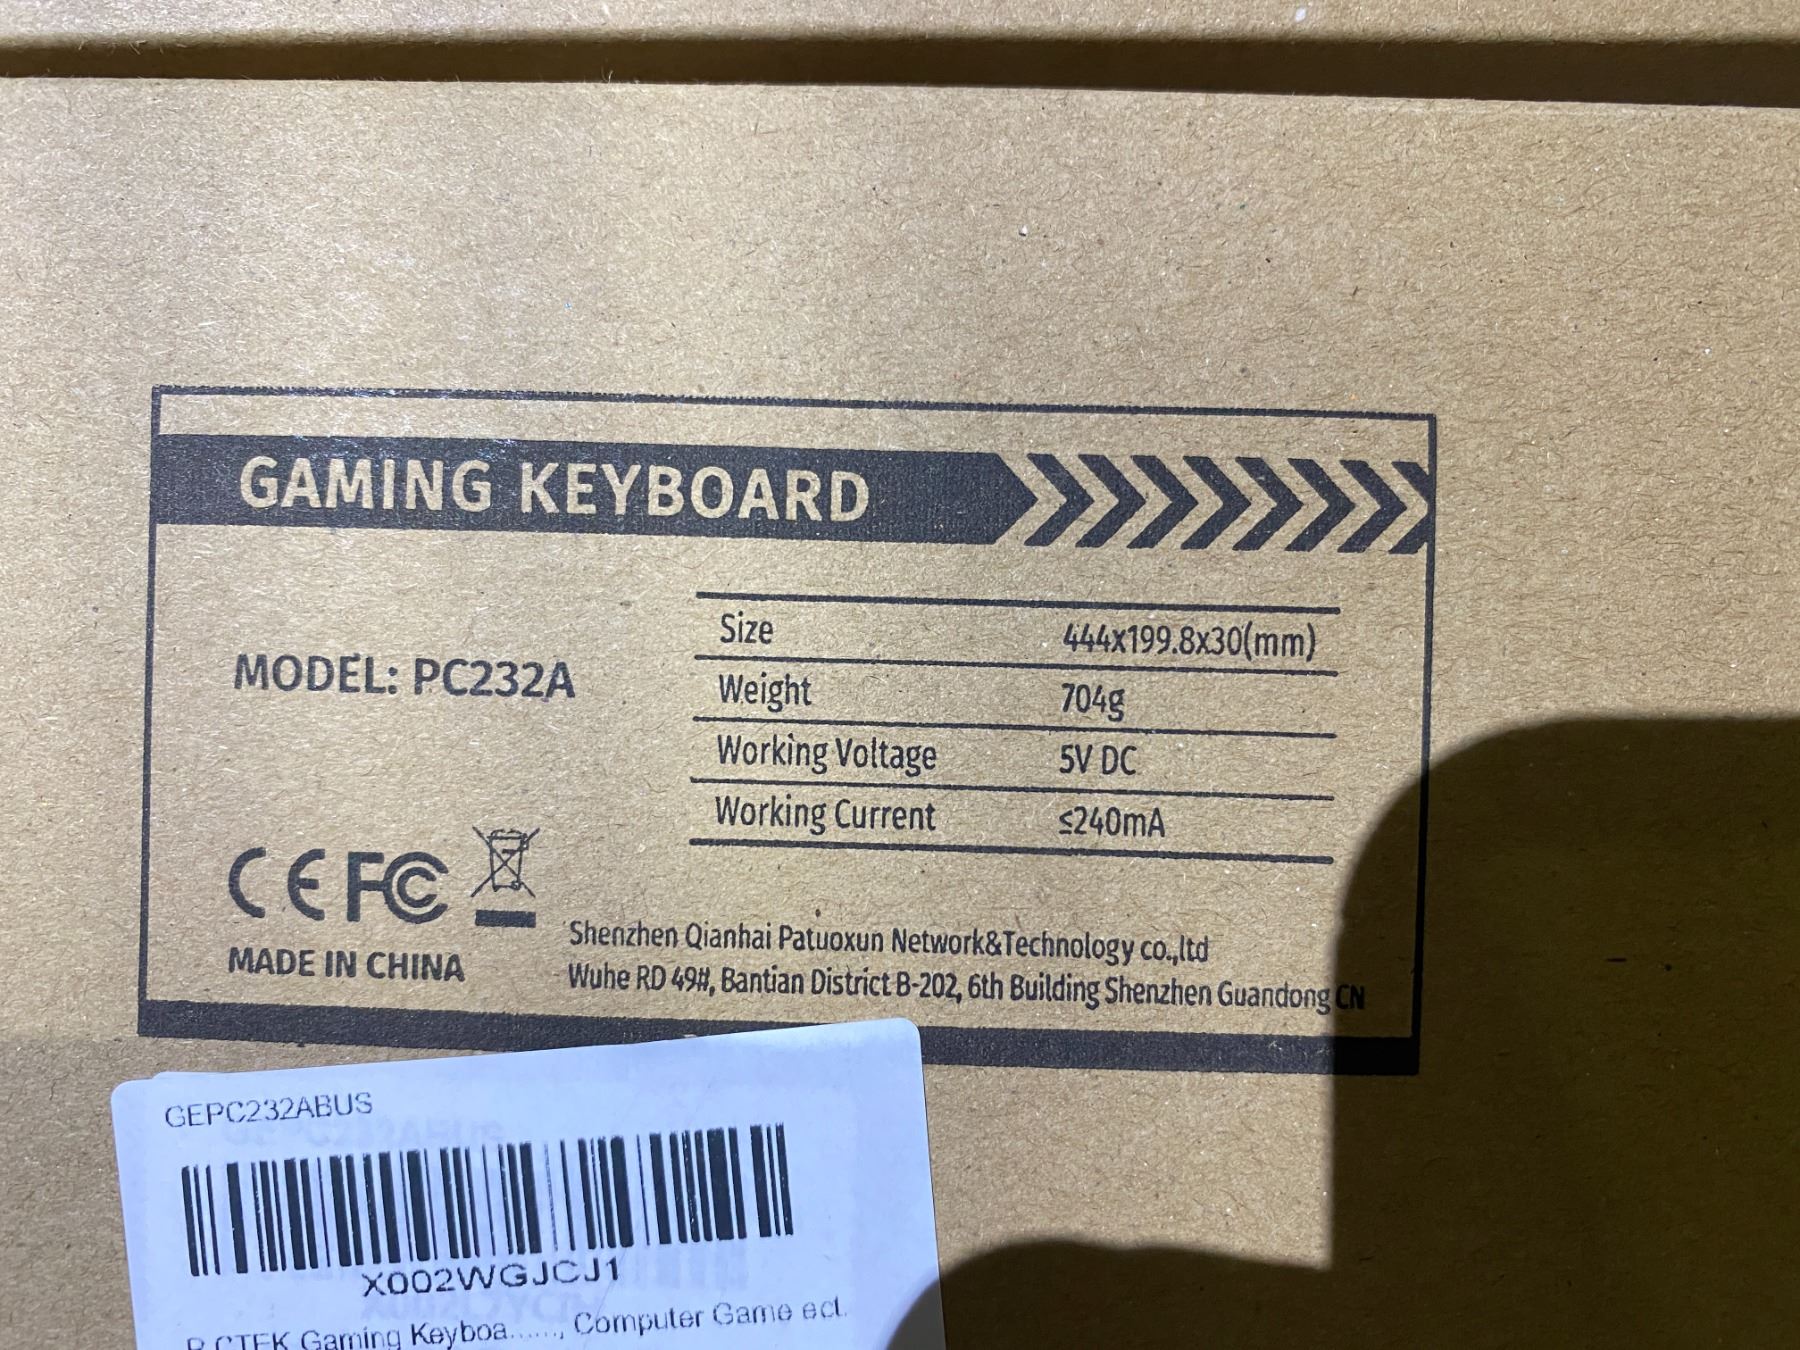 GAMING KEYBOARD
MODEL: PC232A
Size 444x199.8x30(mm)
Weight 704g
Working Voltage 5V DC
Working Current ≤240mA
CE FC
MADE IN CHINA
Shenzhen Qianhai Patuoxun Network&Technology co.,ltd
Wuhe RD 49#, Bantian District B-202, 6th Building Shenzhen Guandong CN
GEPC232ABUS
X002WGJCJ1
Gaming Keyboa......, Computer Game ect.